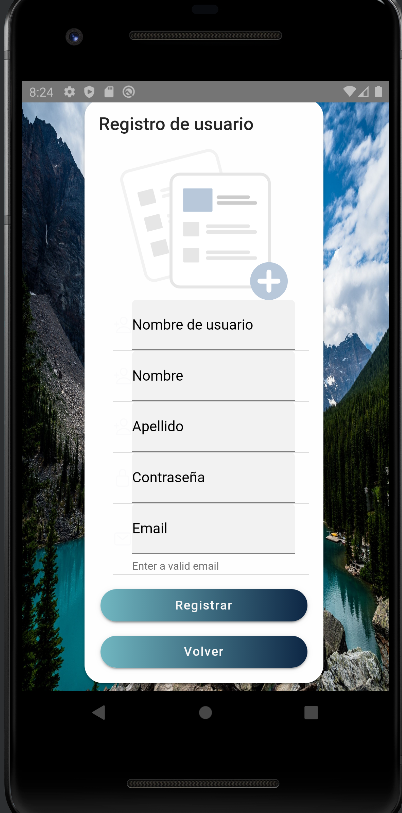 8:24
Registro de usuario
Nombre de usuario
Nombre
Apellido
Contraseña
Email
Enter a valid email
Registrar
Volver